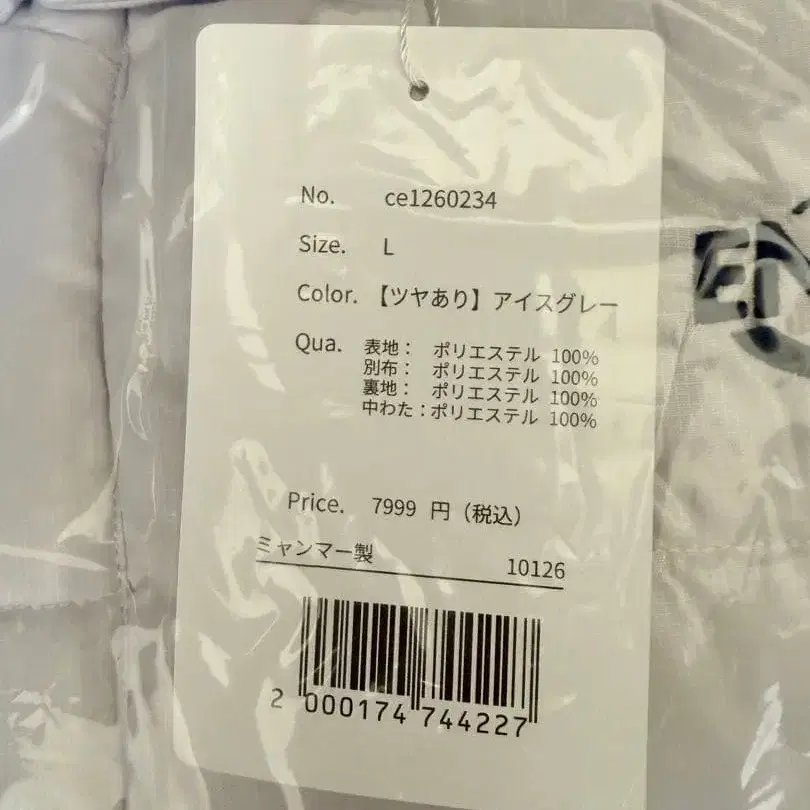 No. ce1260234
Size. L
Color. 【ツヤあり】アイスグレー
Qua. 表地： ポリエステル 100%
別布： ポリエステル 100%
裏地： ポリエステル 100%
中わた：ポリエステル 100%
Price. 7999 円（税込）
ミャンマー製 10126
2 000174 744227